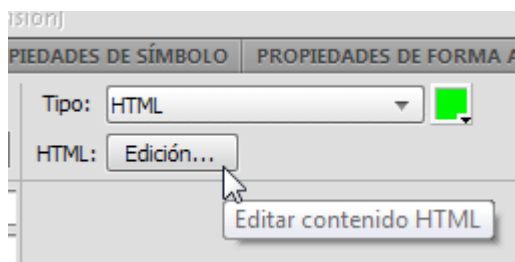 PIEDADES DE SÍMBOLO PROPIEDADES DE FORMA A
Tipo: HTML
HTML: Edición...
Editar contenido HTML